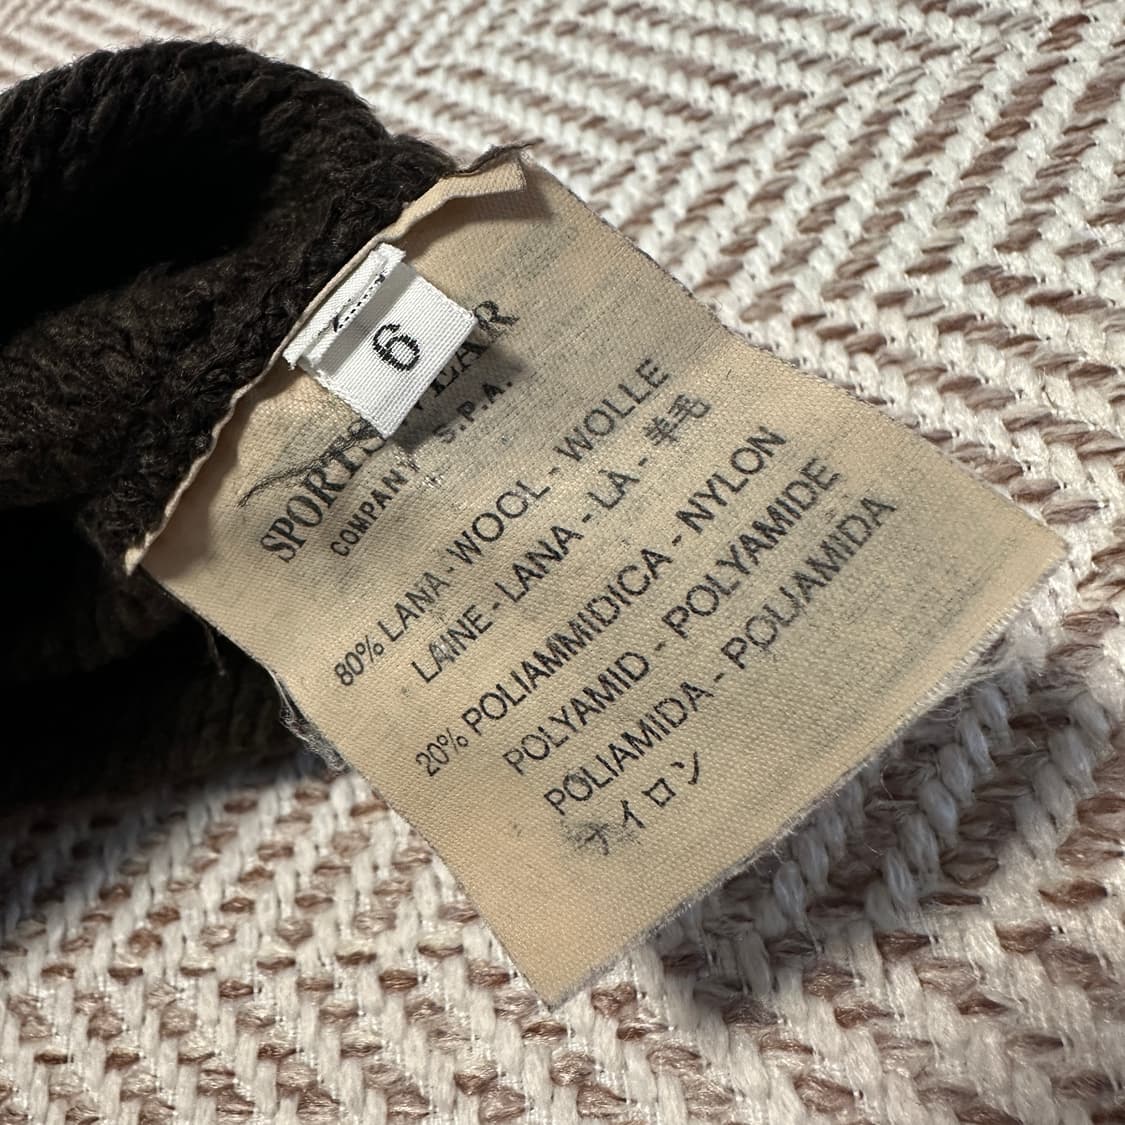 6
SPORTSWEAR
COMPANY S.P.A.
80% LANA - WOOL - WOLLE
LAINE - LANA - LÀ - 羊毛
20% POLIAMMIDICA - NYLON
POLYAMID - POLYAMIDE
POLIAMIDA - POLIAMIDA
ナイロン